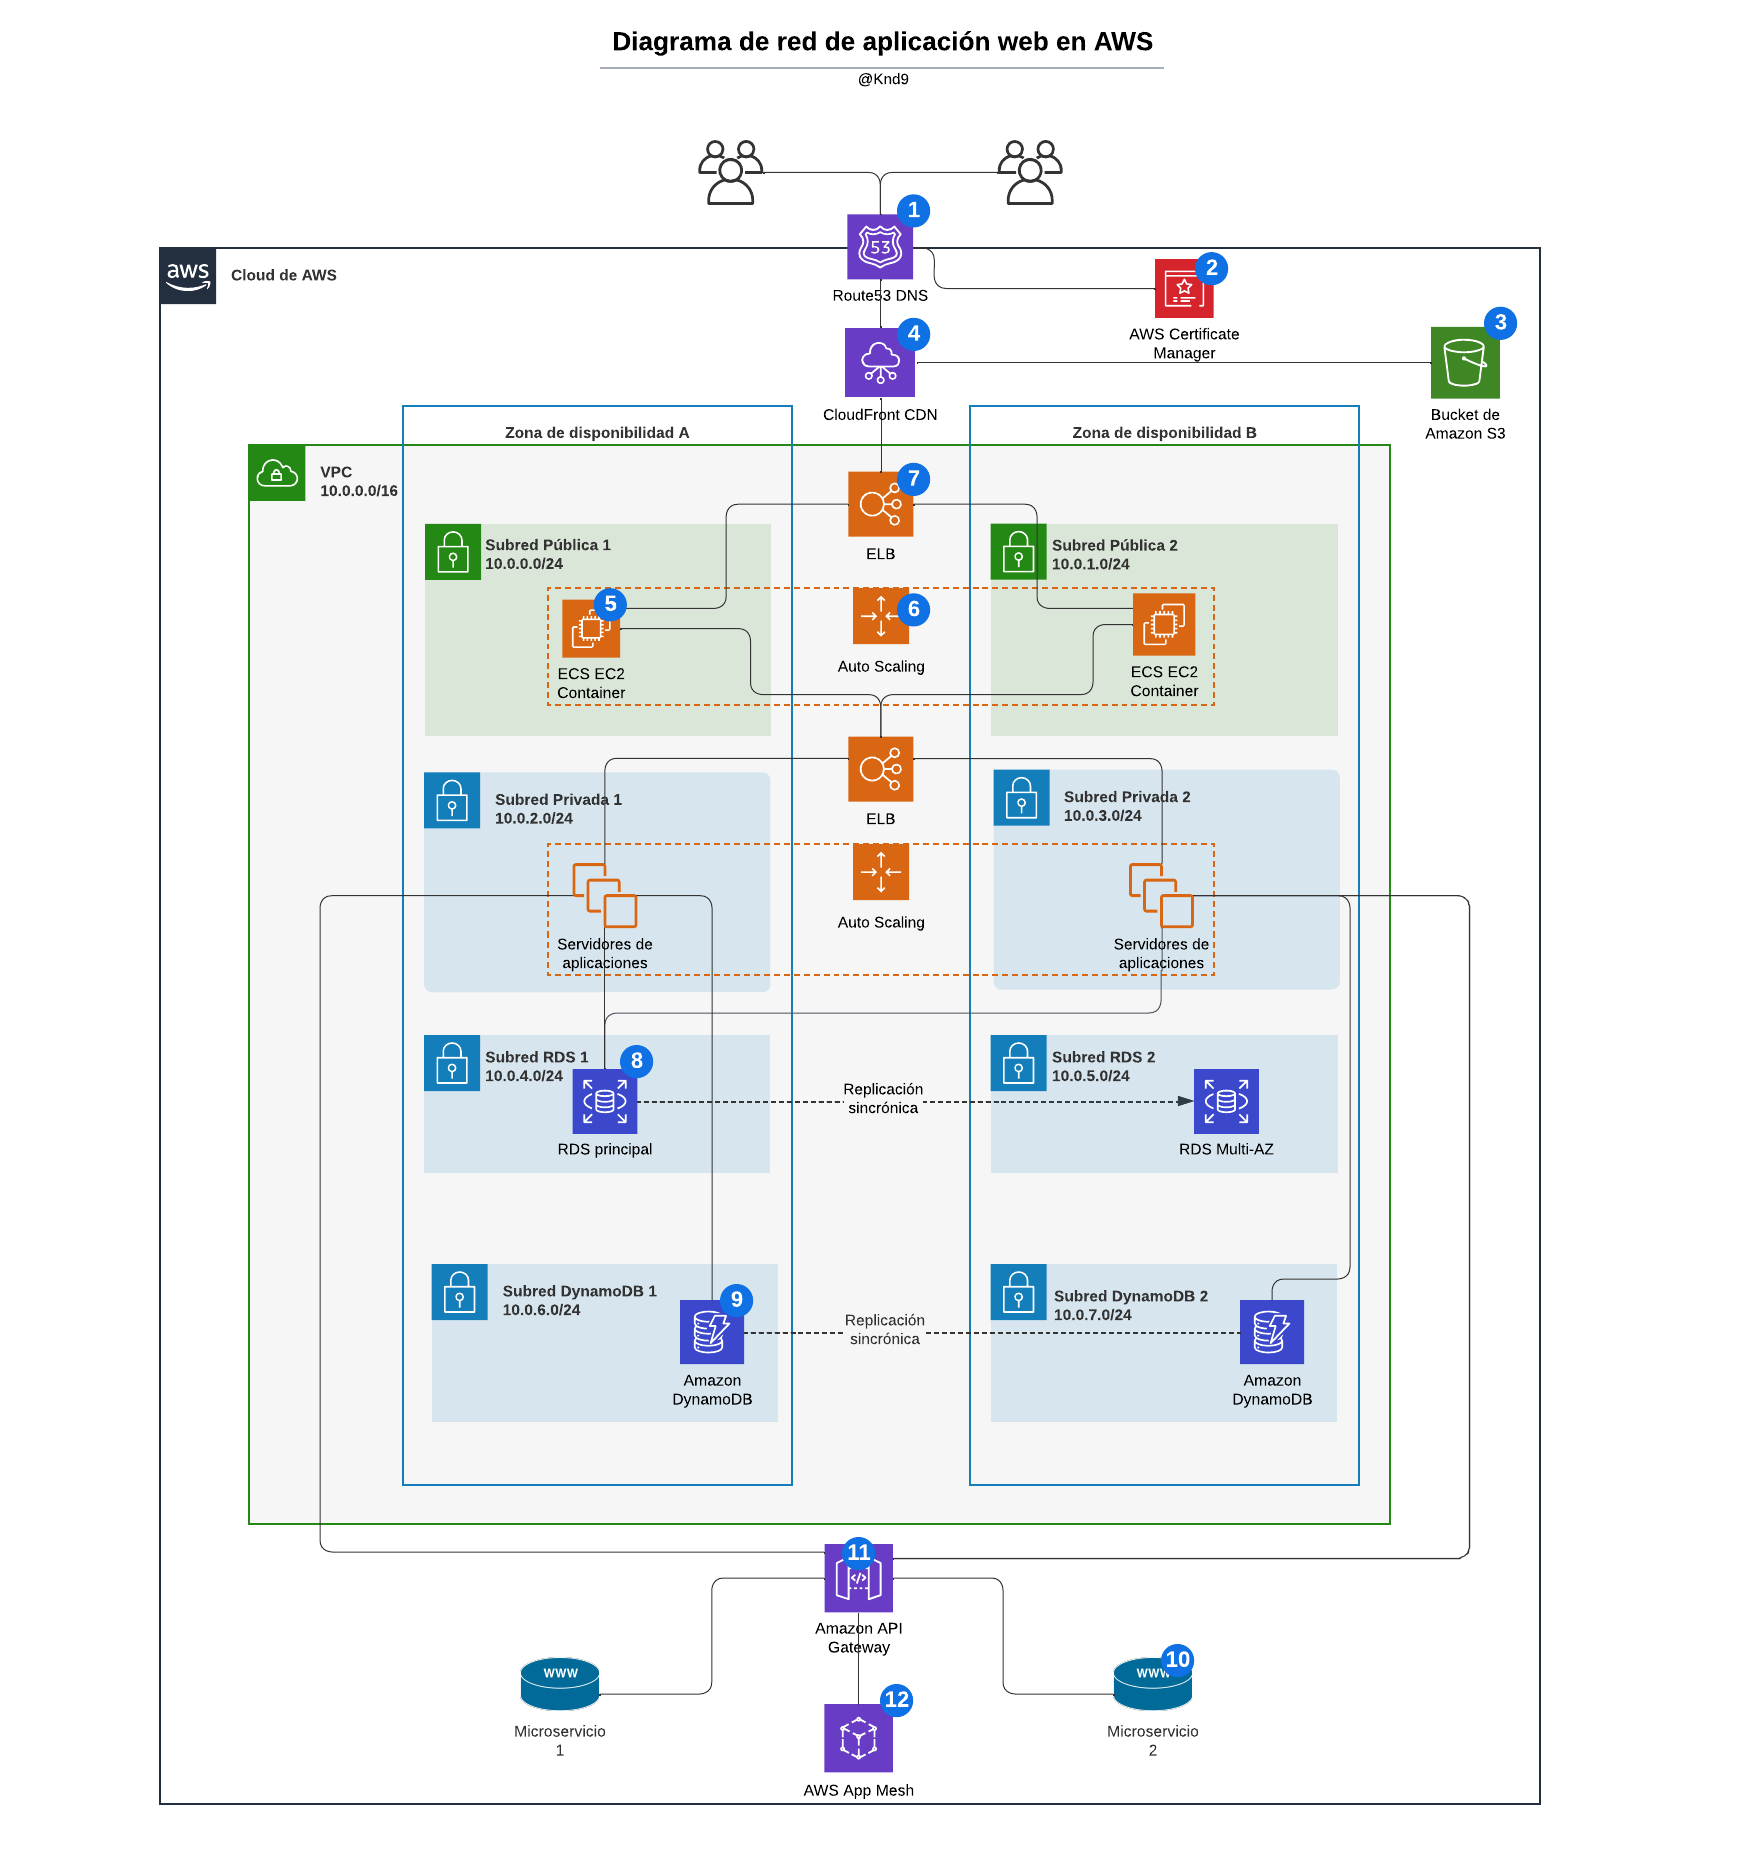 Diagrama de red de aplicación web en AWS
@Knd9
1
53
Route53 DNS
aws
Cloud de AWS
2
AWS Certificate
Manager
3
Bucket de
Amazon S3
4
CloudFront CDN
Zona de disponibilidad A
Zona de disponibilidad B
VPC
10.0.0.0/16
7
ELB
Subred Pública 1
10.0.0.0/24
Subred Pública 2
10.0.1.0/24
5
ECS EC2
Container
6
Auto Scaling
ECS EC2
Container
ELB
Subred Privada 1
10.0.2.0/24
Subred Privada 2
10.0.3.0/24
Auto Scaling
Servidores de
aplicaciones
Servidores de
aplicaciones
Subred RDS 1
10.0.4.0/24
8
RDS principal
Replicación
sincrónica
Subred RDS 2
10.0.5.0/24
RDS Multi-AZ
Subred DynamoDB 1
10.0.6.0/24
9
Amazon
DynamoDB
Replicación
sincrónica
Subred DynamoDB 2
10.0.7.0/24
Amazon
DynamoDB
11
</>
Amazon API
Gateway
WWW
Microservicio
1
10
WWW
Microservicio
2
12
AWS App Mesh